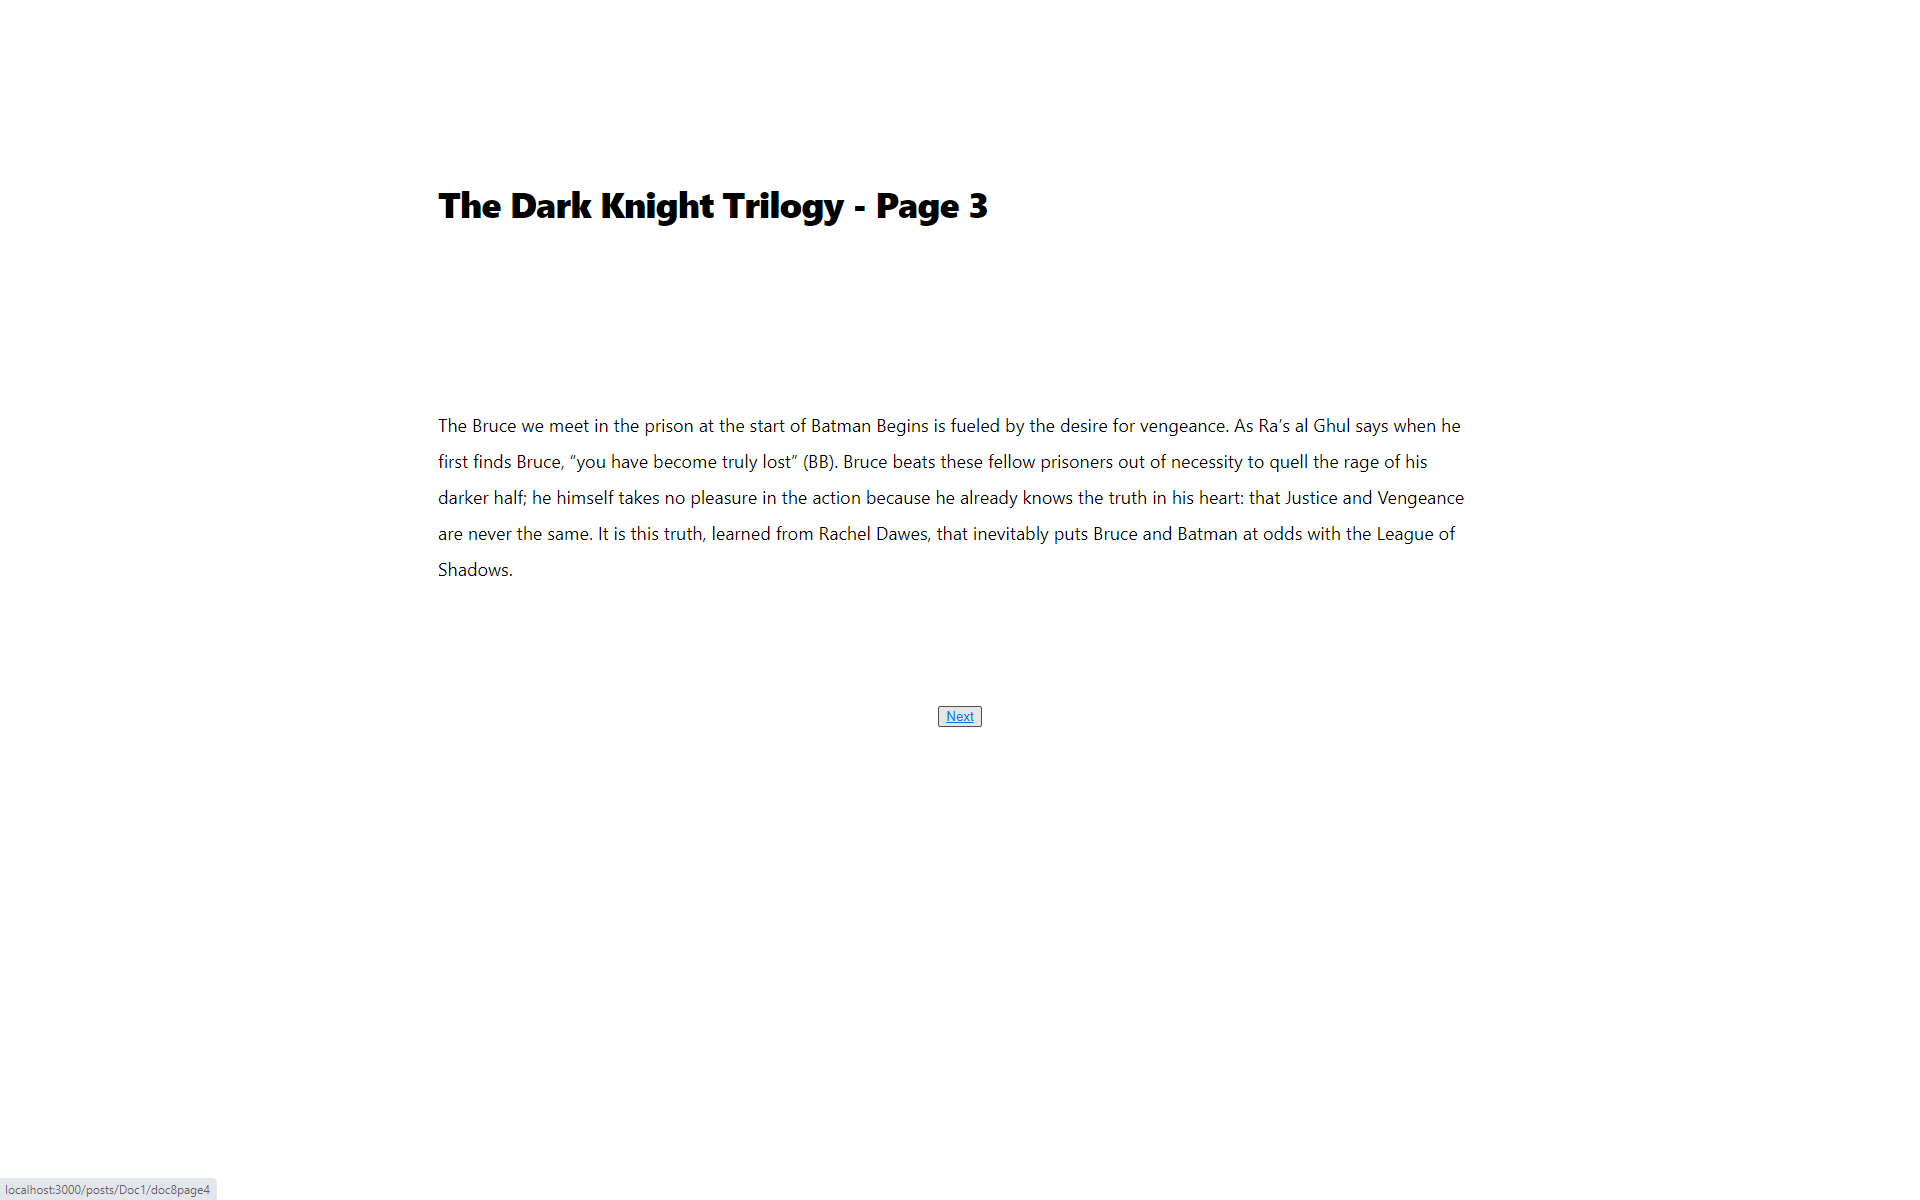 The Dark Knight Trilogy - Page 3
The Bruce we meet in the prison at the start of Batman Begins is fueled by the desire for vengeance. As Ra’s al Ghul says when he
first finds Bruce, “you have become truly lost” (BB). Bruce beats these fellow prisoners out of necessity to quell the rage of his
darker half; he himself takes no pleasure in the action because he already knows the truth in his heart: that Justice and Vengeance
are never the same. It is this truth, learned from Rachel Dawes, that inevitably puts Bruce and Batman at odds with the League of
Shadows.
Next
localhost:3000/posts/Doc1/doc8page4